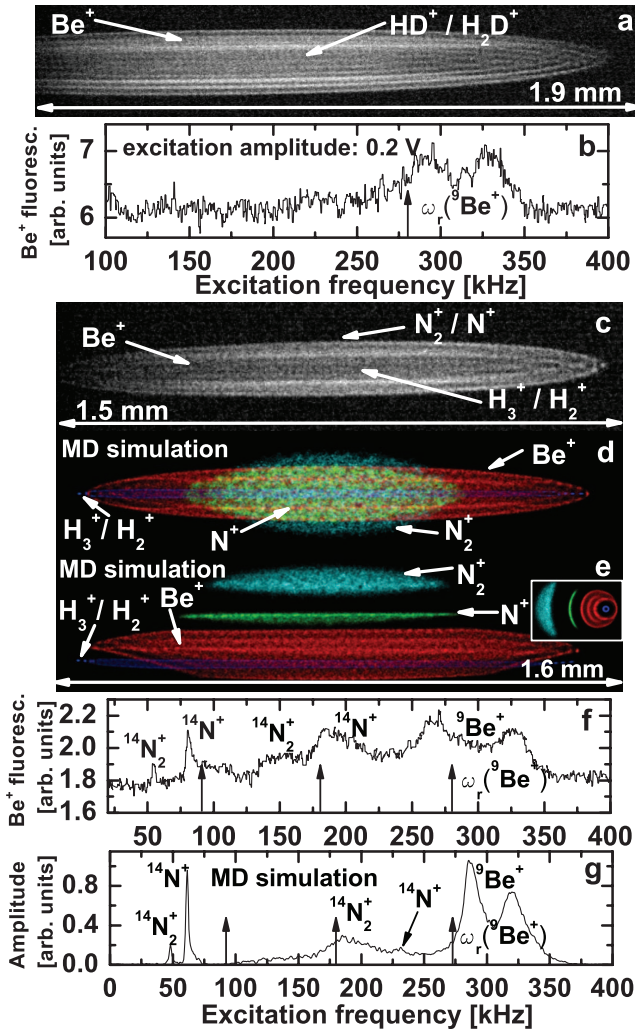 Be⁺ HD⁺ / H₂D⁺ a
1.9 mm
7
6
Be⁺ fluoresc.
[arb. units]
excitation amplitude: 0.2 V b
ωᵣ(⁹Be⁺)
100 150 200 250 300 350 400
Excitation frequency [kHz]
N₂⁺ / N⁺ c
Be⁺
H₃⁺ / H₂⁺
1.5 mm
MD simulation Be⁺ d
H₃⁺ / H₂⁺ N⁺ N₂⁺
MD simulation N₂⁺ e
H₃⁺ / H₂⁺ Be⁺ N⁺
1.6 mm
Be⁺ fluoresc.
[arb. units]
2.2
2.0
1.8
1.6
¹⁴N₂⁺ ¹⁴N⁺ ¹⁴N₂⁺ ¹⁴N⁺ ⁹Be⁺ f
ωᵣ(⁹Be⁺)
50 100 150 200 250 300 350 400
Amplitude
[arb. units]
1.0
0.6
0.4
0.0
¹⁴N⁺ MD simulation ⁹Be⁺ g
¹⁴N₂⁺ ¹⁴N₂⁺ ¹⁴N⁺ ωᵣ(⁹Be⁺)
0 50 100 150 200 250 300 350 400
Excitation frequency [kHz]